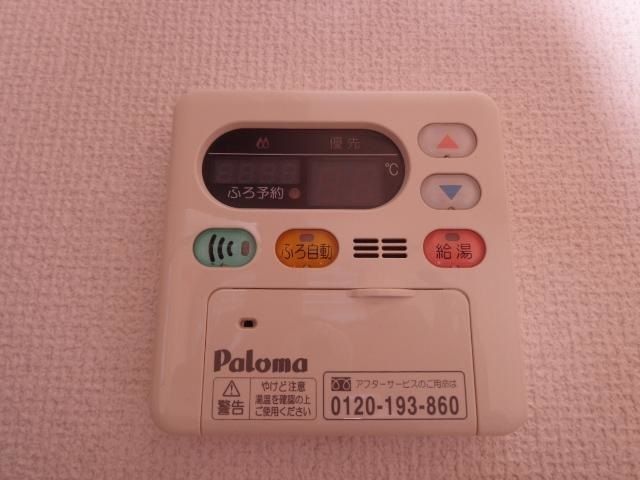 優先
℃
ふろ予約
ふろ自動
給湯
Paloma
警告
やけど注意
湯温を確認の上
ご使用ください
アフターサービスのご用命は
0120-193-860